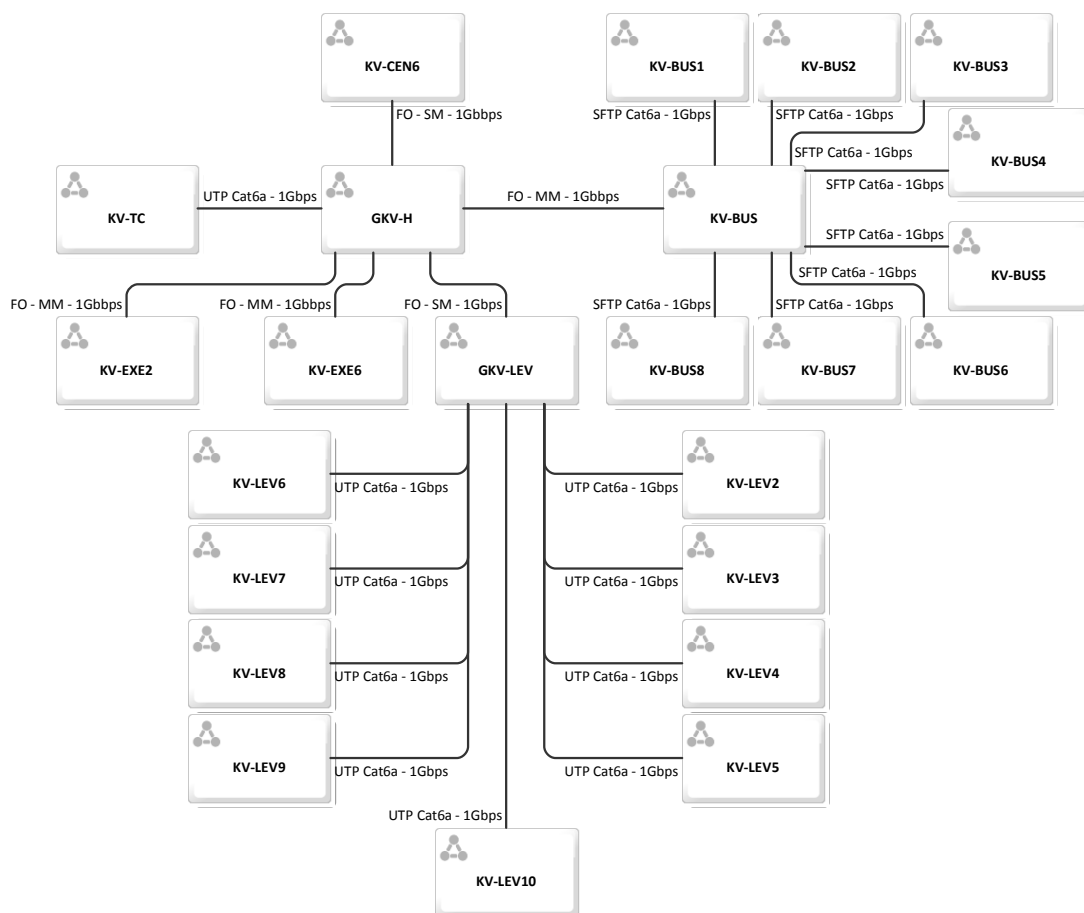 KV-CEN6
KV-BUS1
KV-BUS2
KV-BUS3
FO - SM - 1Gbbps
SFTP Cat6a - 1Gbps
SFTP Cat6a - 1Gbps
SFTP Cat6a - 1Gbps
KV-BUS4
SFTP Cat6a - 1Gbps
KV-TC
UTP Cat6a - 1Gbps
GKV-H
FO - MM - 1Gbbps
KV-BUS
SFTP Cat6a - 1Gbps
KV-BUS5
SFTP Cat6a - 1Gbps
FO - MM - 1Gbbps
FO - MM - 1Gbbps
FO - SM - 1Gbps
SFTP Cat6a - 1Gbps
SFTP Cat6a - 1Gbps
KV-EXE2
KV-EXE6
GKV-LEV
KV-BUS8
KV-BUS7
KV-BUS6
KV-LEV6
UTP Cat6a - 1Gbps
UTP Cat6a - 1Gbps
KV-LEV2
KV-LEV7
UTP Cat6a - 1Gbps
UTP Cat6a - 1Gbps
KV-LEV3
KV-LEV8
UTP Cat6a - 1Gbps
UTP Cat6a - 1Gbps
KV-LEV4
KV-LEV9
UTP Cat6a - 1Gbps
UTP Cat6a - 1Gbps
KV-LEV5
UTP Cat6a - 1Gbps
KV-LEV10